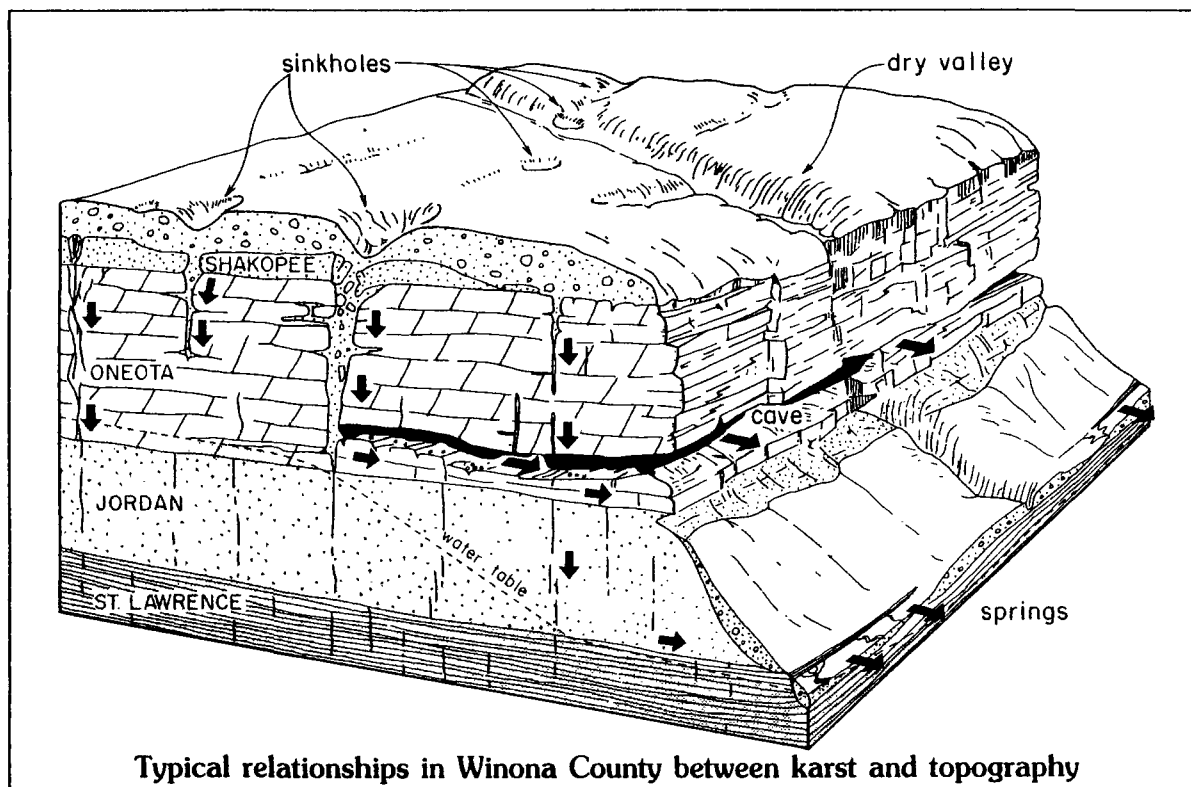 sinkholes
dry valley
SHAKOPEE
ONEOTA
cave
JORDAN
water table
ST. LAWRENCE
springs
Typical relationships in Winona County between karst and topography